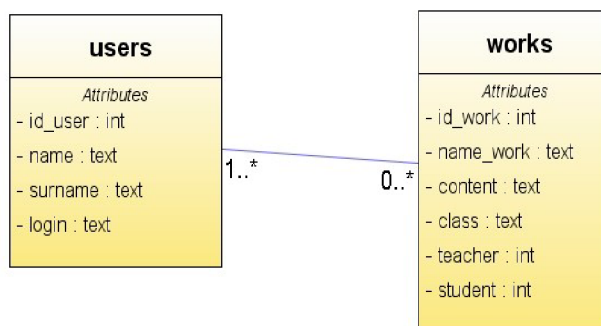 users
Attributes
- id_user : int
- name : text
- surname : text
- login : text
1..*
0..*
works
Attributes
- id_work : int
- name_work : text
- content : text
- class : text
- teacher : int
- student : int